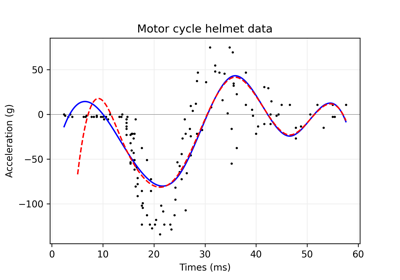 Motor cycle helmet data
Acceleration (g)
50
0
−50
−100
0 10 20 30 40 50 60
Times (ms)